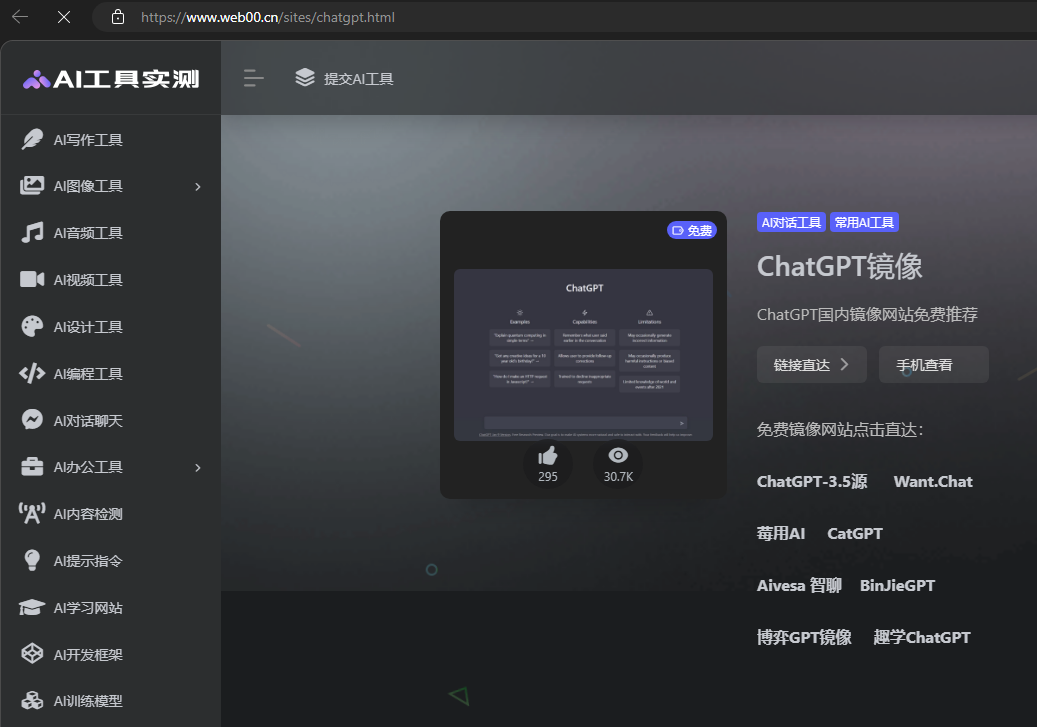 https://www.web00.cn/sites/chatgpt.html
AI工具实测
提交AI工具
AI写作工具
AI图像工具
AI音频工具
AI视频工具
AI设计工具
AI编程工具
AI对话聊天
AI办公工具
AI内容检测
AI提示指令
AI学习网站
AI开发框架
AI训练模型
免费
ChatGPT
Examples
Capabilities
Limitations
295
30.7K
AI对话工具 常用AI工具
ChatGPT镜像
ChatGPT国内镜像网站免费推荐
链接直达 手机查看
免费镜像网站点击直达：
ChatGPT-3.5源 Want.Chat
莓用AI CatGPT
Aivesa 智聊 BinJieGPT
博弈GPT镜像 趣学ChatGPT